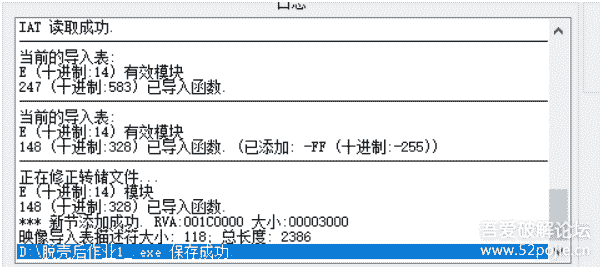 日志
IAT 读取成功.
当前的导入表:
E (十进制:14) 有效模块
247 (十进制:583) 已导入函数.
当前的导入表:
E (十进制:14) 有效模块
148 (十进制:328) 已导入函数. (已添加: -FF (十进制:-255))
正在修正转储文件...
E (十进制:14) 模块
148 (十进制:328) 已导入函数.
*** 新节添加成功. RVA:001C0000 大小:00003000
映像导入表描述符大小: 118; 总长度: 2386
D:\脱壳后作业1_.exe 保存成功.
吾爱破解论坛
www.52pojie.cn